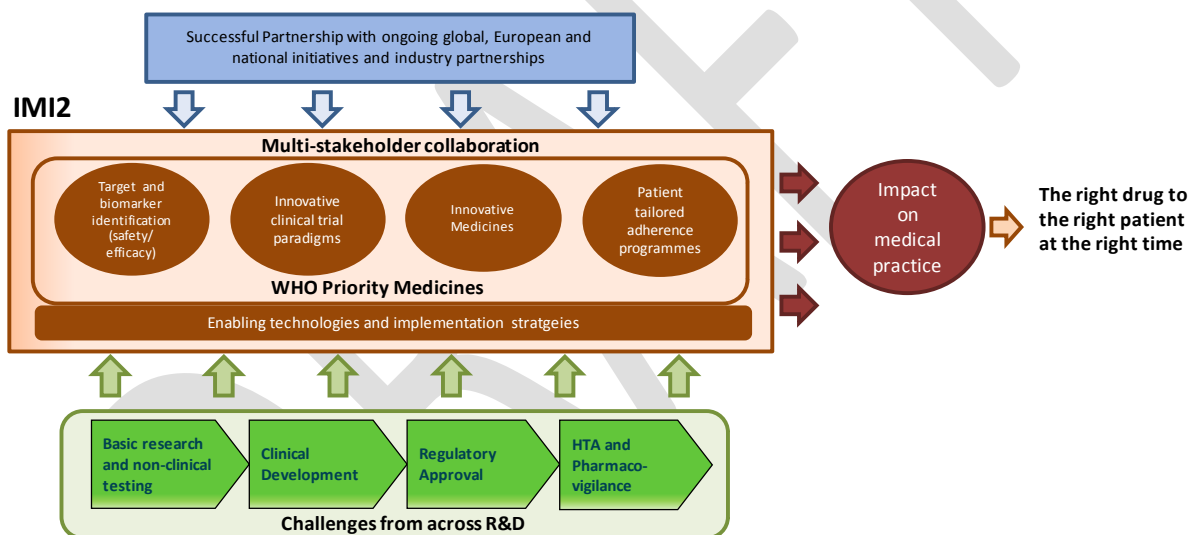 Successful Partnership with ongoing global, European and
national initiatives and industry partnerships
IMI2
Multi-stakeholder collaboration
Target and
biomarker
identification
(safety/
efficacy)
Innovative
clinical trial
paradigms
Innovative
Medicines
Patient
tailored
adherence
programmes
WHO Priority Medicines
Enabling technologies and implementation stratgeies
Impact
on
medical
practice
The right drug to
the right patient
at the right time
Basic research
and non-clinical
testing
Clinical
Development
Regulatory
Approval
HTA and
Pharmaco-
vigilance
Challenges from across R&D